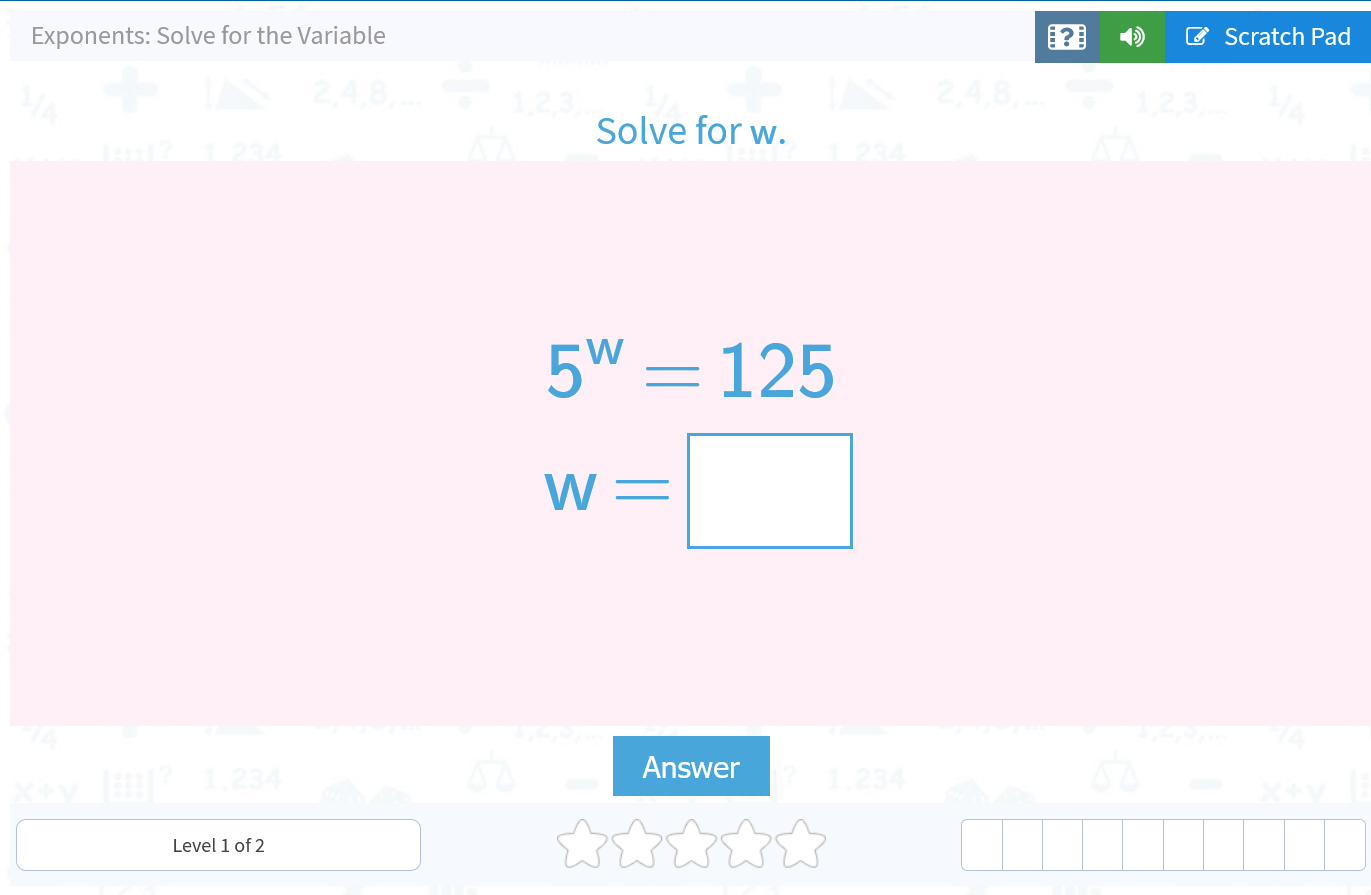 Exponents: Solve for the Variable
Scratch Pad
Solve for w.
5^w = 125
w =
Answer
Level 1 of 2